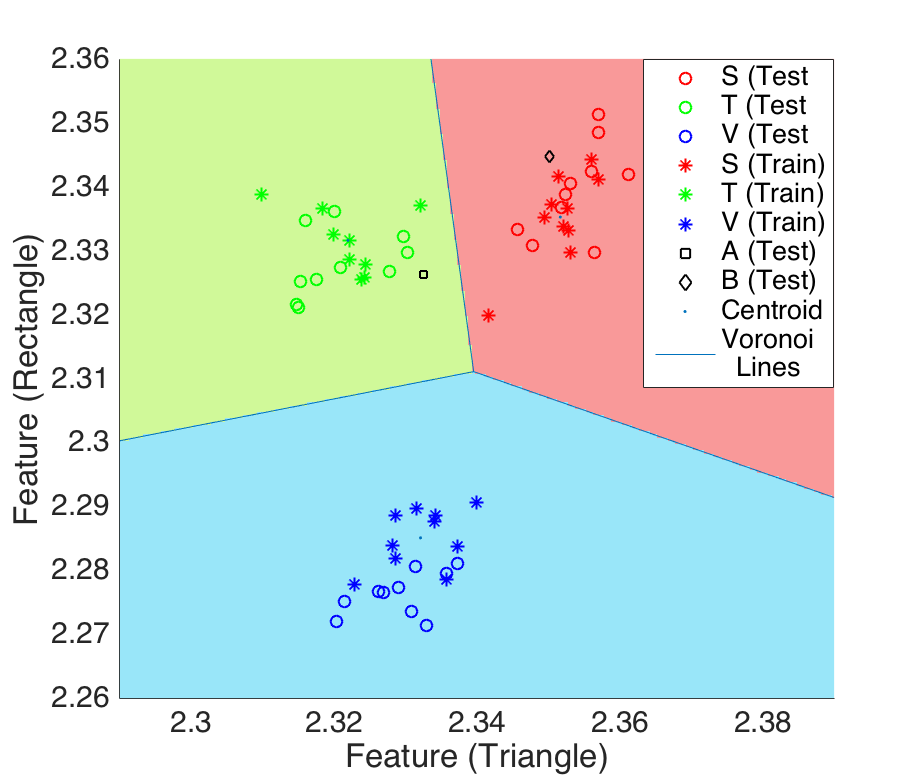 2.36
2.35
2.34
2.33
2.32
2.31
2.3
2.29
2.28
2.27
2.26
Feature (Rectangle)
2.3 2.32 2.34 2.36 2.38
Feature (Triangle)
S (Test
T (Test
V (Test
S (Train)
T (Train)
V (Train)
A (Test)
B (Test)
Centroid
Voronoi
Lines